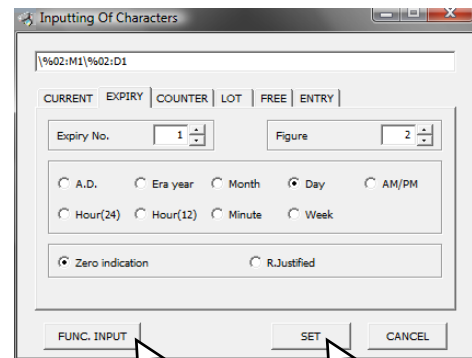 Inputting Of Characters
\%02:M1\%02:D1
CURRENT EXPIRY COUNTER LOT FREE ENTRY
Expiry No. 1 Figure 2
A.D. Era year Month Day AM/PM
Hour(24) Hour(12) Minute Week
Zero indication R.Justified
FUNC. INPUT SET CANCEL